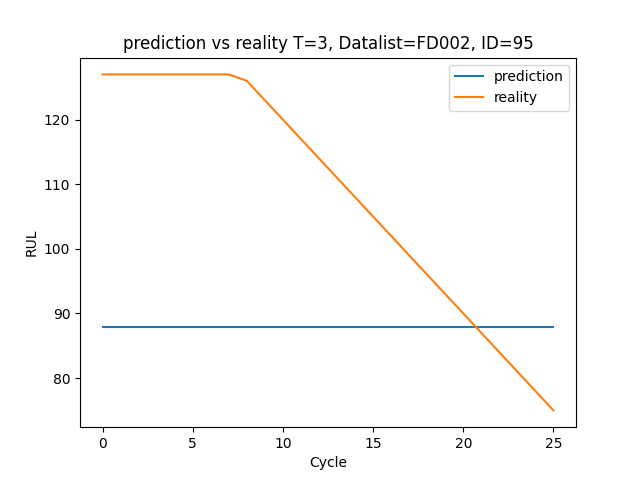 prediction vs reality T=3, Datalist=FD002, ID=95
prediction
reality
120
110
100
90
80
RUL
0 5 10 15 20 25
Cycle